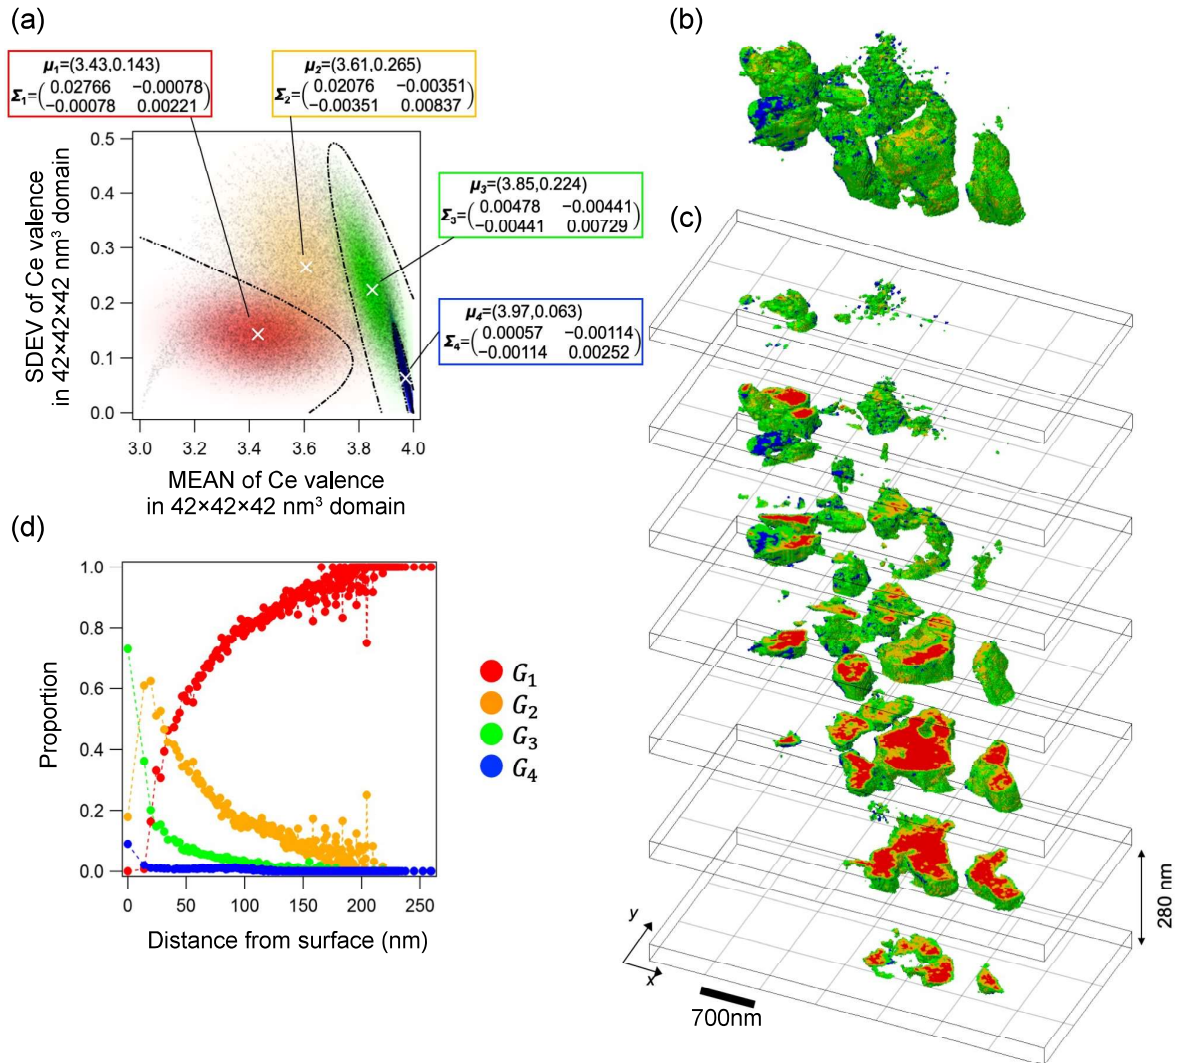 (a)
μ₁=(3.43,0.143)
Σ₁=(0.02766 −0.00078
−0.00078 0.00221)
μ₂=(3.61,0.265)
Σ₂=(0.02076 −0.00351
−0.00351 0.00837)
μ₃=(3.85,0.224)
Σ₃=(0.00478 −0.00441
−0.00441 0.00729)
μ₄=(3.97,0.063)
Σ₄=(0.00057 −0.00114
−0.00114 0.00252)
SDEV of Ce valence
in 42×42×42 nm³ domain
0.5
0.4
0.3
0.2
0.1
0.0
3.0 3.2 3.4 3.6 3.8 4.0
MEAN of Ce valence
in 42×42×42 nm³ domain
(b)
(c)
280 nm
y
x
700nm
(d)
Proportion
1.0
0.8
0.6
0.4
0.2
0.0
0 50 100 150 200 250
Distance from surface (nm)
G₁
G₂
G₃
G₄